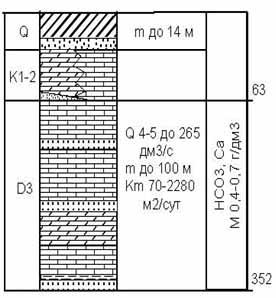 Q
m до 14 м
K1-2
63
Q 4-5 до 265
дм3/с
m до 100 м
Km 70-2280
м2/сут
D3
HCO3, Ca
М 0,4-0,7 г/дм3
352